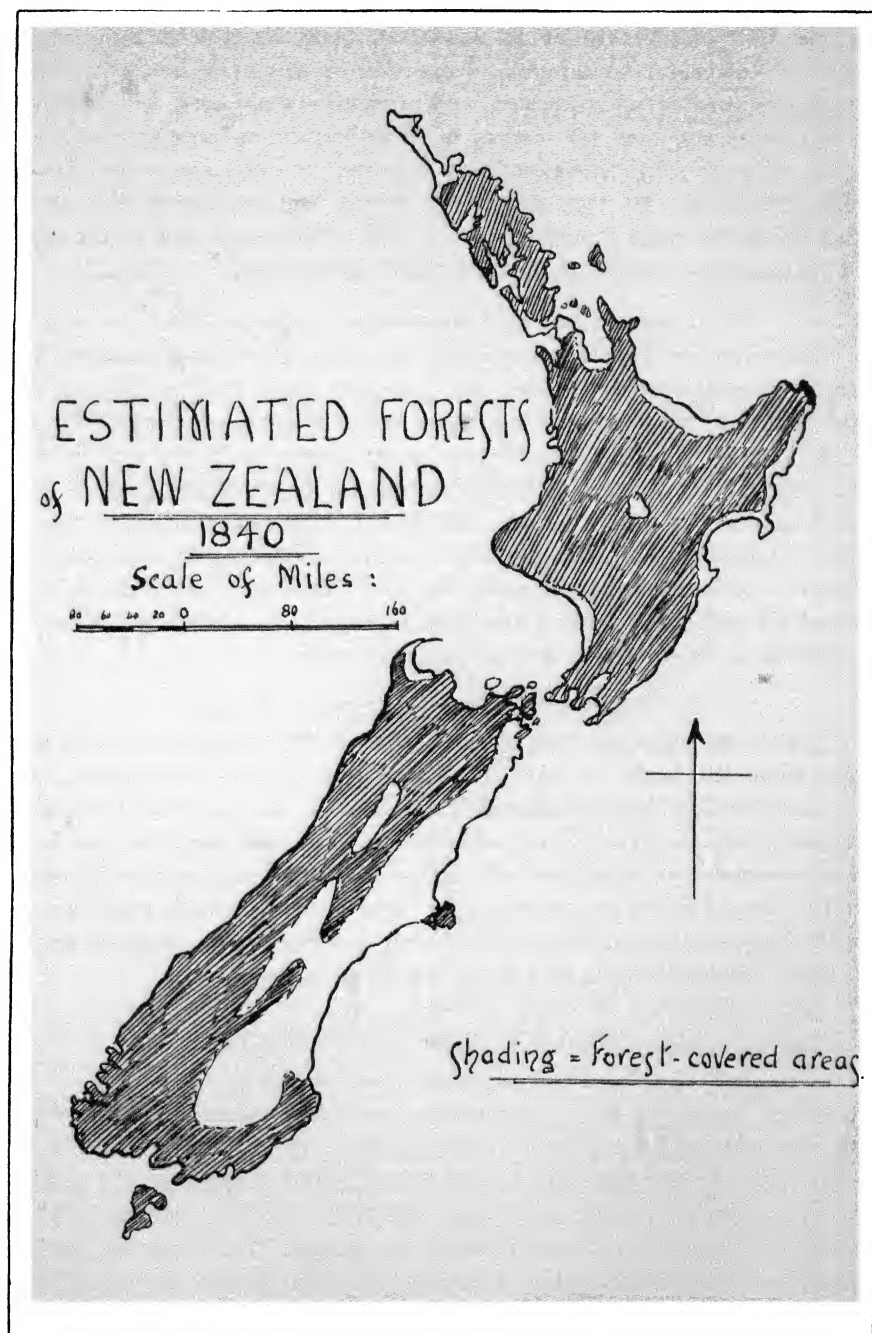 ESTIMATED FORESTS
of NEW ZEALAND
1840
Scale of Miles :
80 60 40 20 0 80 160
Shading = Forest-covered areas.